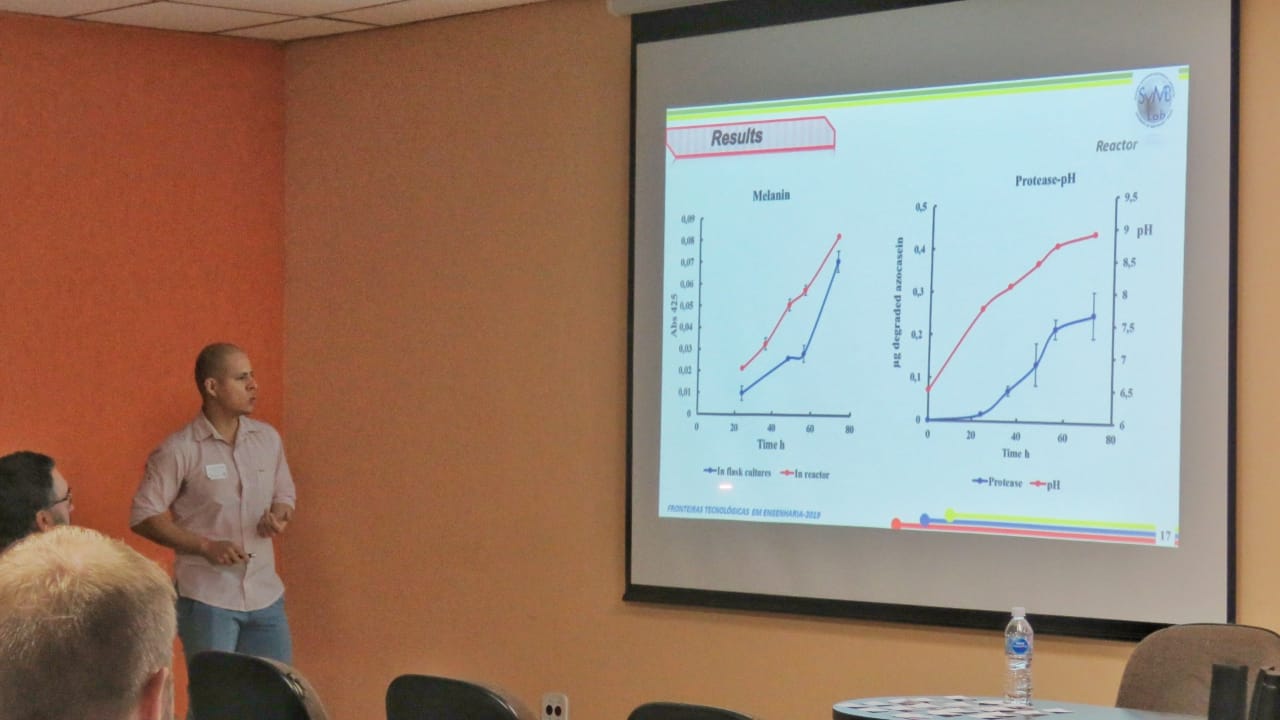 Results
Reactor
SyMB
Lab
Melanin
0,09
0,08
0,07
0,06
0,05
0,04
0,03
0,02
0,01
0
Abs 425
0 20 40 60 80
Time h
In flask cultures In reactor
Protease-pH
0,5
0,4
0,3
0,2
0,1
0
µg degraded azocasein
9,5
9
8,5
8
7,5
7
6,5
6
pH
0 20 40 60 80
Time h
Protease pH
FRONTEIRAS TECNOLÓGICAS EM ENGENHARIA-2019
17